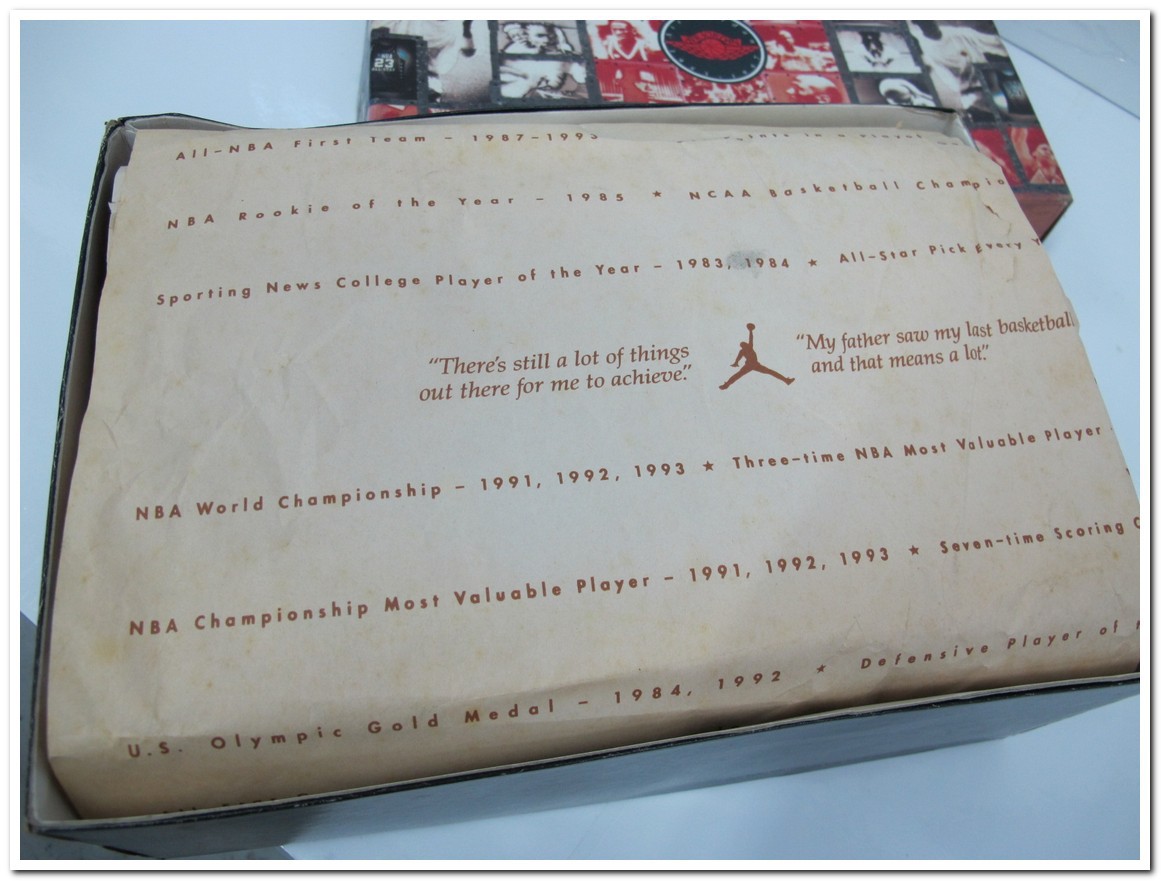 23
All-NBA First Team - 1987-1993
in a Player
NBA Rookie of the Year - 1985 ★ NCAA Basketball Champio
Sporting News College Player of the Year - 1983, 1984 ★ All-Star Pick Every Y
“There's still a lot of things
out there for me to achieve.”
“My father saw my last basketball
and that means a lot.”
NBA World Championship - 1991, 1992, 1993 ★ Three-time NBA Most Valuable Player
NBA Championship Most Valuable Player - 1991, 1992, 1993 ★ Seven-time Scoring C
U.S. Olympic Gold Medal - 1984, 1992 ★ Defensive Player of